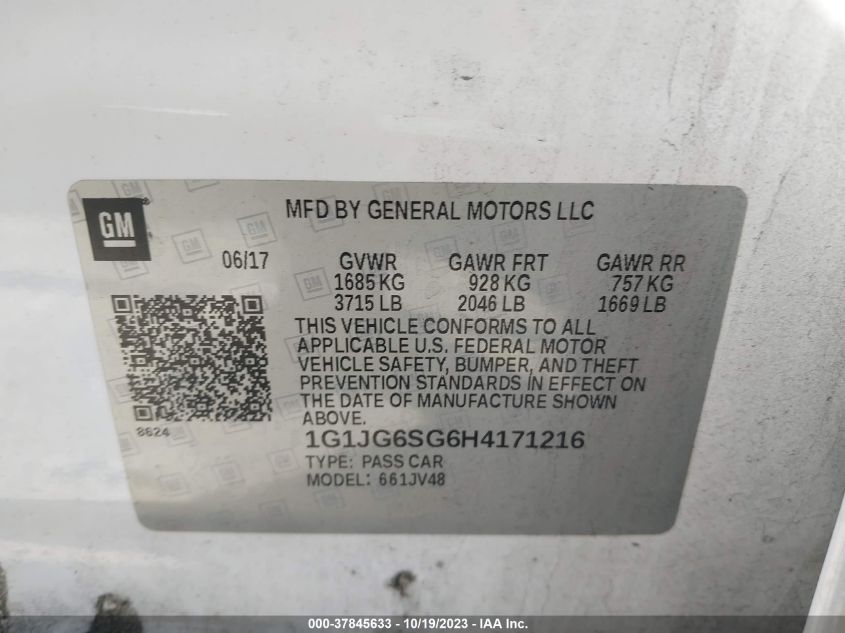 GM ®
MFD BY GENERAL MOTORS LLC
06/17 GVWR GAWR FRT GAWR RR
1685 KG 928 KG 757 KG
3715 LB 2046 LB 1669 LB
THIS VEHICLE CONFORMS TO ALL
APPLICABLE U.S. FEDERAL MOTOR
VEHICLE SAFETY, BUMPER, AND THEFT
PREVENTION STANDARDS IN EFFECT ON
THE DATE OF MANUFACTURE SHOWN
ABOVE.
8624
1G1JG6SG6H4171216
TYPE: PASS CAR
MODEL: 661JV48
000-37845633 - 10/19/2023 - IAA Inc.